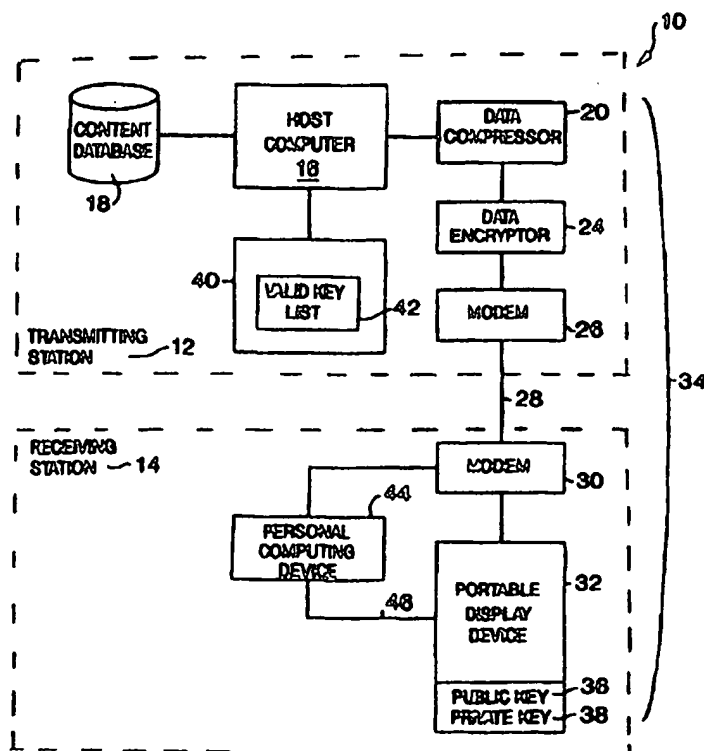 10
CONTENT
DATABASE
18
HOST
COMPUTER
16
DATA
COMPRESSOR
20
DATA
ENCRYPTOR
24
40
VALID KEY
LIST
42
MODEM
26
TRANSMITTING
STATION
12
28
34
RECEIVING
STATION
14
MODEM
30
44
PERSONAL
COMPUTING
DEVICE
46
PORTABLE
DISPLAY
DEVICE
32
PUBLIC KEY
36
PRIVATE KEY
38